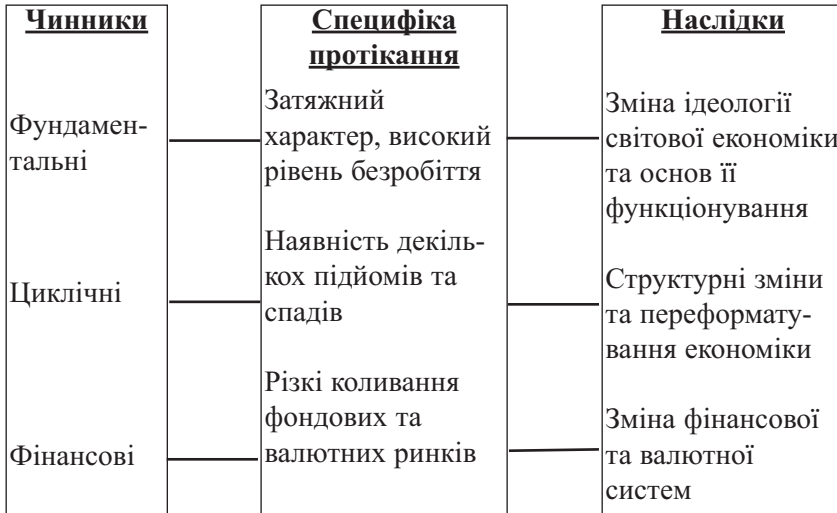 Чинники
Фундамен-
тальні
Циклічні
Фінансові
Специфіка
протікання
Затяжний
характер, високий
рівень безробіття
Наявність декіль-
кох підйомів та
спадів
Різкі коливання
фондових та
валютних ринків
Наслідки
Зміна ідеології
світової економіки
та основ її
функціонування
Структурні зміни
та переформату-
вання економіки
Зміна фінансової
та валютної
систем